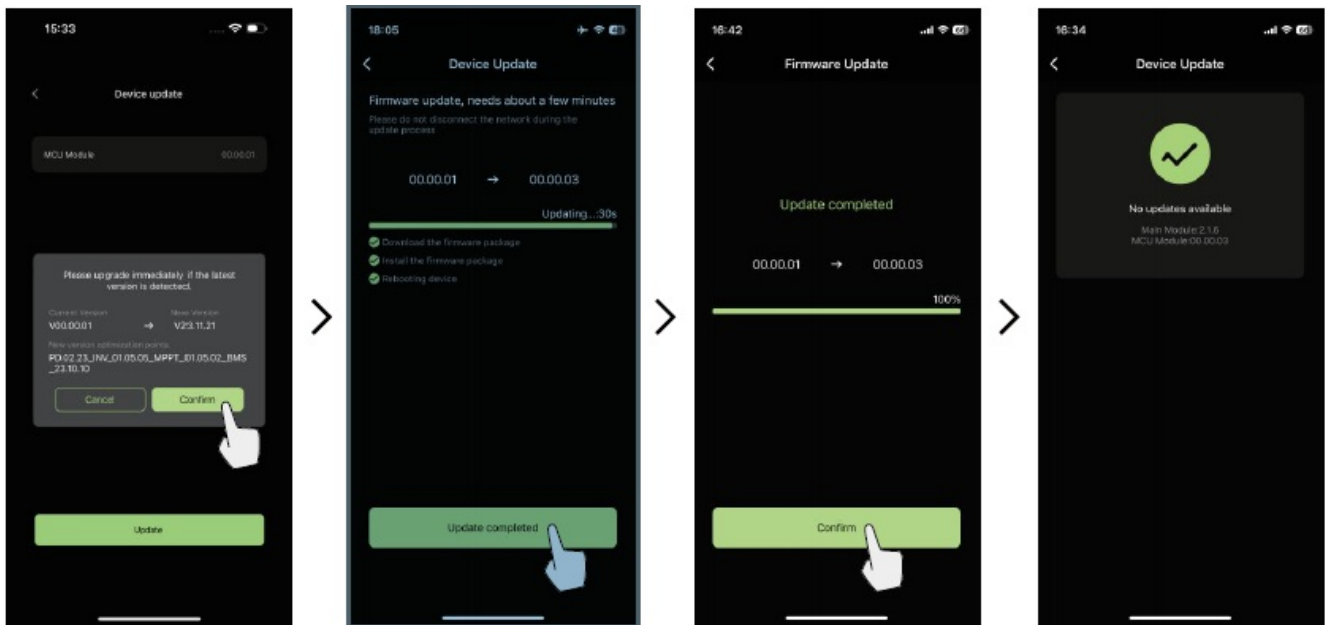 15:33
Device update
MCU Module 00.00.01
Please upgrade immediately if the latest
version is detected.
Current Version New Version
V00.00.01 → V23.11.21
New version optimization points:
PD.02.23_INV_01.05.05_MPPT_01.05.02_BMS
_23.10.10
Cancel Confirm
Update
18:05
Device Update
Firmware update, needs about a few minutes
Please do not disconnect the network during the
update process
00.00.01 → 00.00.03
Updating...:30s
Download the firmware package
Install the firmware package
Rebooting device
Update completed
16:42
Firmware Update
Update completed
00.00.01 → 00.00.03
100%
Confirm
16:34
Device Update
No updates available
Main Module:2.1.6
MCU Module:00.00.03